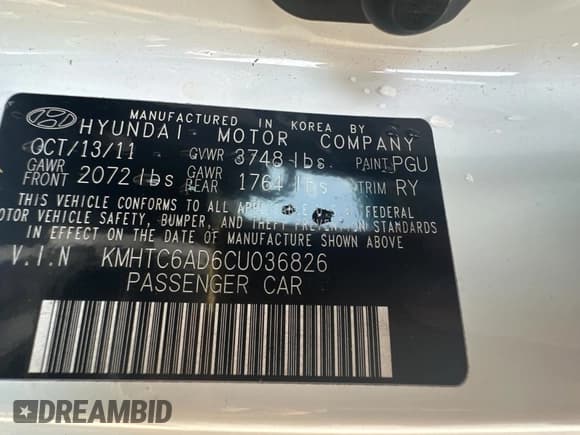 MANUFACTURED IN KOREA BY
HYUNDAI MOTOR COMPANY
OCT/13/11 GVWR 3748 lbs. PAINT PGU
GAWR FRONT 2072 lbs GAWR REAR 1764 lbs TRIM RY
THIS VEHICLE CONFORMS TO ALL FEDERAL
MOTOR VEHICLE SAFETY, BUMPER, AND THEFT PREVENTION STANDARDS
IN EFFECT ON THE DATE OF MANUFACTURE SHOWN ABOVE
V.I.N KMHTC6AD6CU036826
PASSENGER CAR
DREAMBID